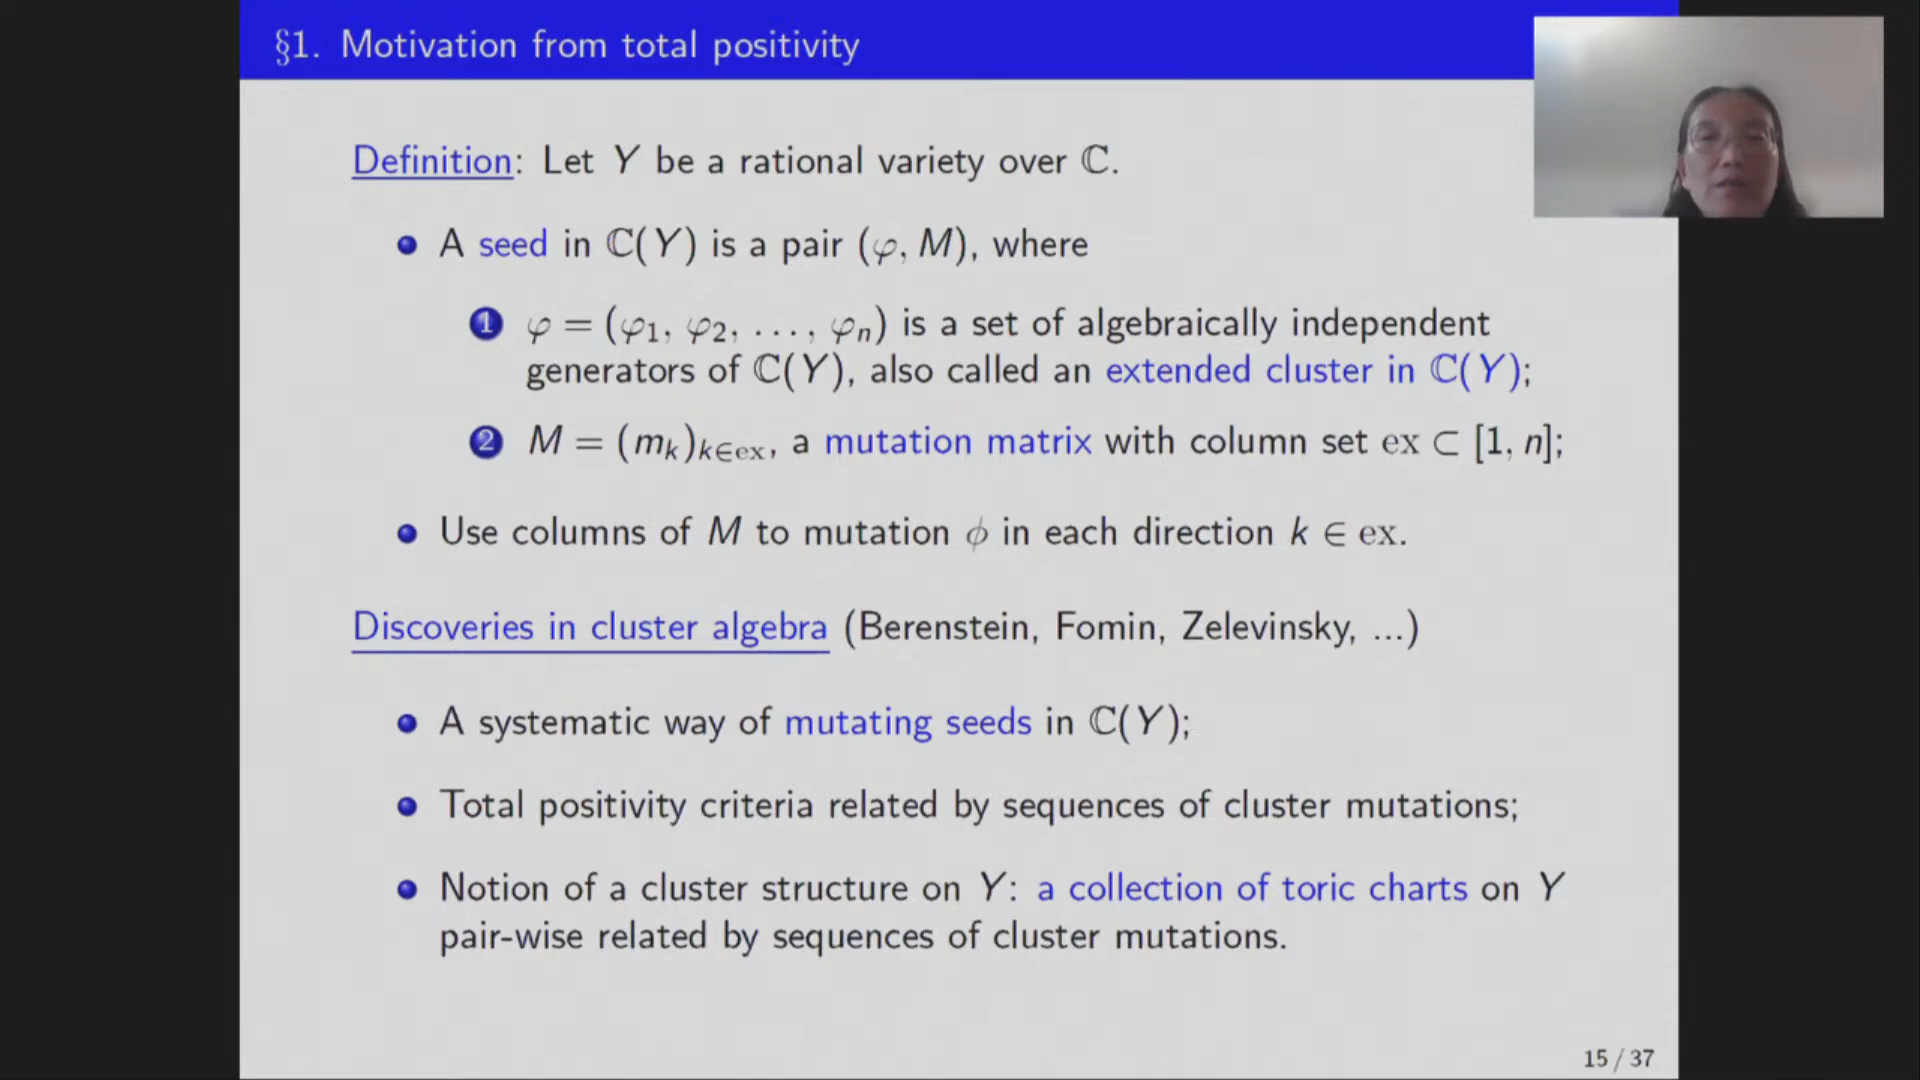 §1. Motivation from total positivity
Definition: Let Y be a rational variety over ℂ.
A seed in ℂ(Y) is a pair (φ, M), where
1 φ = (φ₁, φ₂, …, φₙ) is a set of algebraically independent
generators of ℂ(Y), also called an extended cluster in ℂ(Y);
2 M = (mₖ)ₖ∈ex, a mutation matrix with column set ex ⊂ [1, n];
Use columns of M to mutation ϕ in each direction k ∈ ex.
Discoveries in cluster algebra (Berenstein, Fomin, Zelevinsky, ...)
A systematic way of mutating seeds in ℂ(Y);
Total positivity criteria related by sequences of cluster mutations;
Notion of a cluster structure on Y: a collection of toric charts on Y
pair-wise related by sequences of cluster mutations.
15 / 37